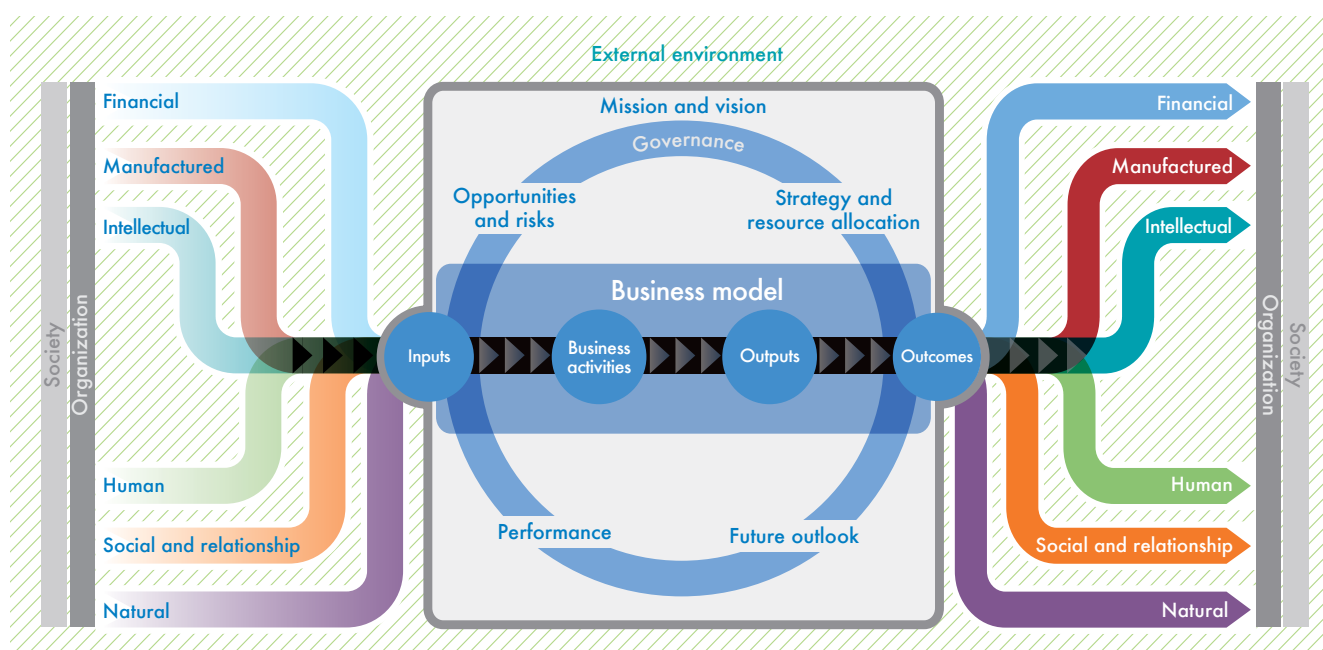 External environment
Society
Organization
Financial
Manufactured
Intellectual
Human
Social and relationship
Natural
Mission and vision
Governance
Opportunities
and risks
Strategy and
resource allocation
Business model
Inputs
Business
activities
Outputs
Outcomes
Performance
Future outlook
Financial
Manufactured
Intellectual
Human
Social and relationship
Natural
Organization
Society